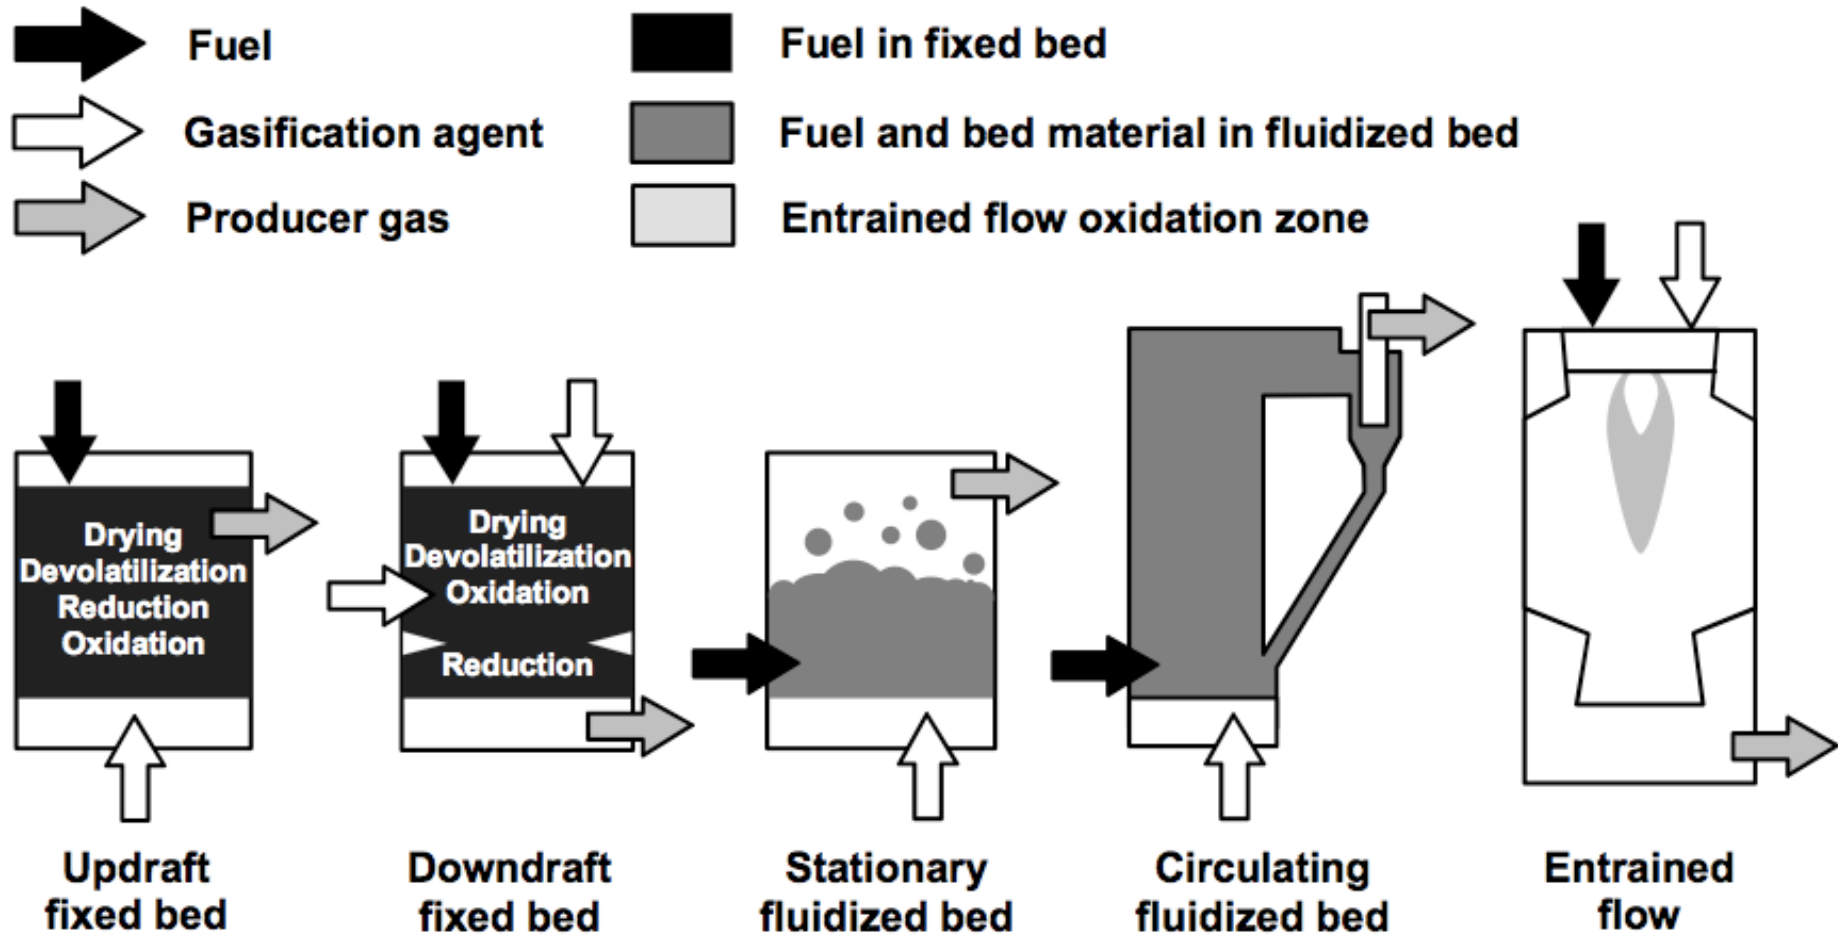 Fuel
Gasification agent
Producer gas
Fuel in fixed bed
Fuel and bed material in fluidized bed
Entrained flow oxidation zone
Drying
Devolatilization
Reduction
Oxidation
Drying
Devolatilization
Oxidation
Reduction
Updraft
fixed bed
Downdraft
fixed bed
Stationary
fluidized bed
Circulating
fluidized bed
Entrained
flow